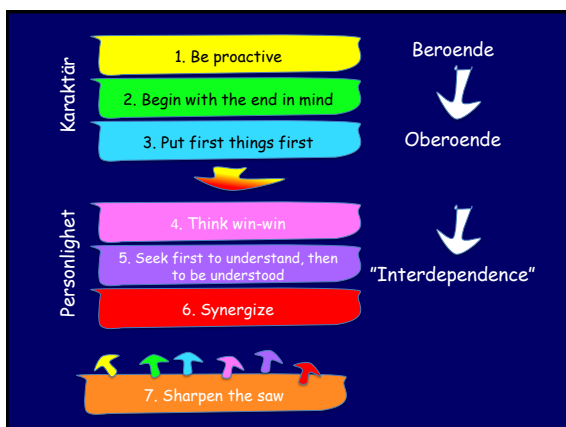 Karaktär
1. Be proactive
2. Begin with the end in mind
3. Put first things first
Beroende
Oberoende
Personlighet
4. Think win-win
5. Seek first to understand, then
to be understood
6. Synergize
”Interdependence”
7. Sharpen the saw